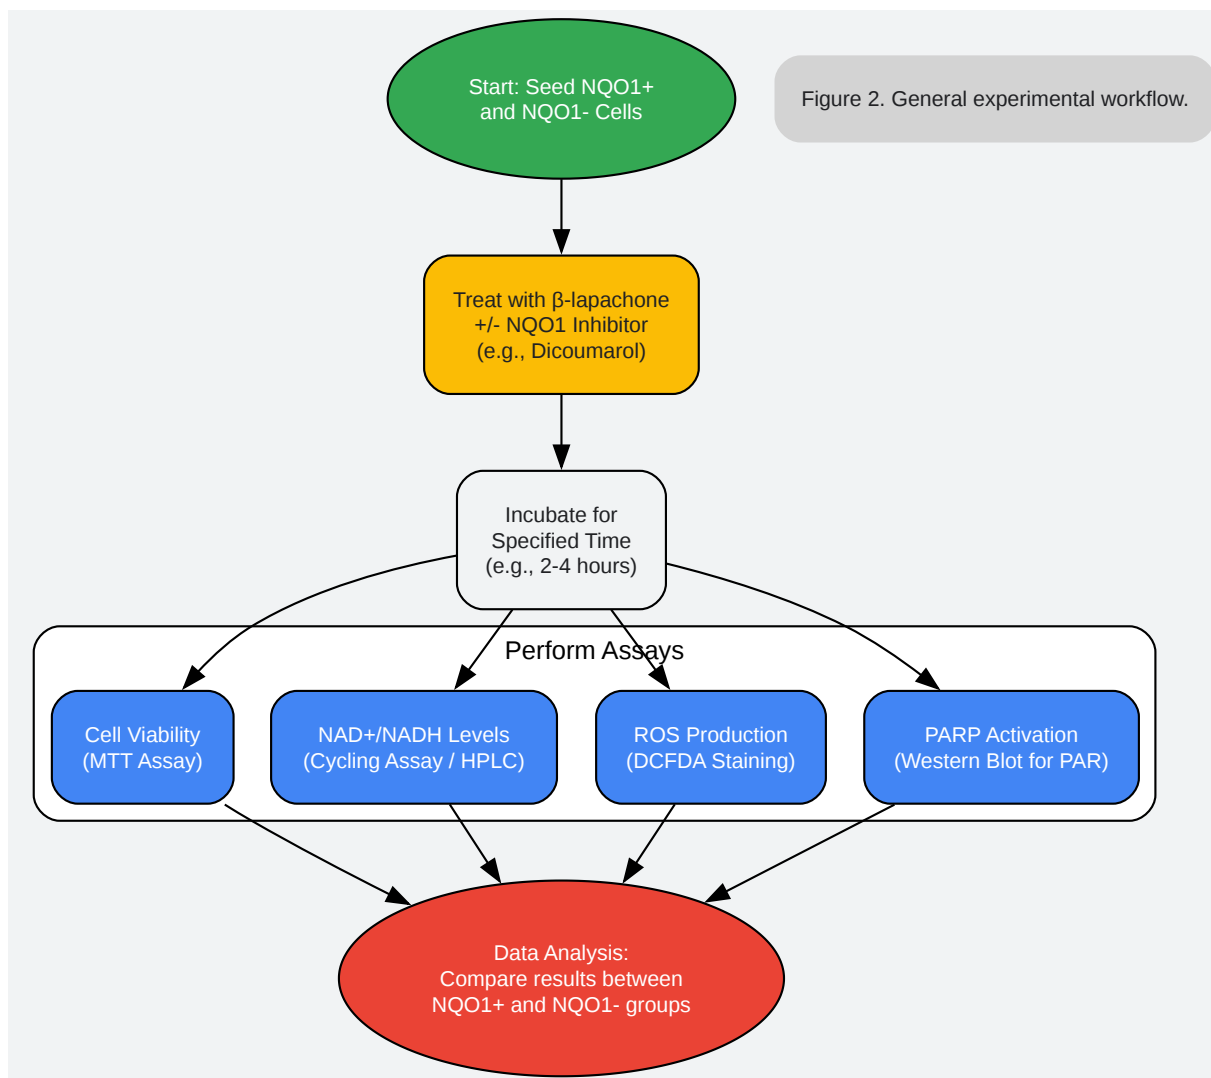 Start: Seed NQO1+
and NQO1- Cells
Figure 2. General experimental workflow.
Treat with β-lapachone
+/- NQO1 Inhibitor
(e.g., Dicoumarol)
Incubate for
Specified Time
(e.g., 2-4 hours)
Perform Assays
Cell Viability
(MTT Assay)
NAD+/NADH Levels
(Cycling Assay / HPLC)
ROS Production
(DCFDA Staining)
PARP Activation
(Western Blot for PAR)
Data Analysis:
Compare results between
NQO1+ and NQO1- groups